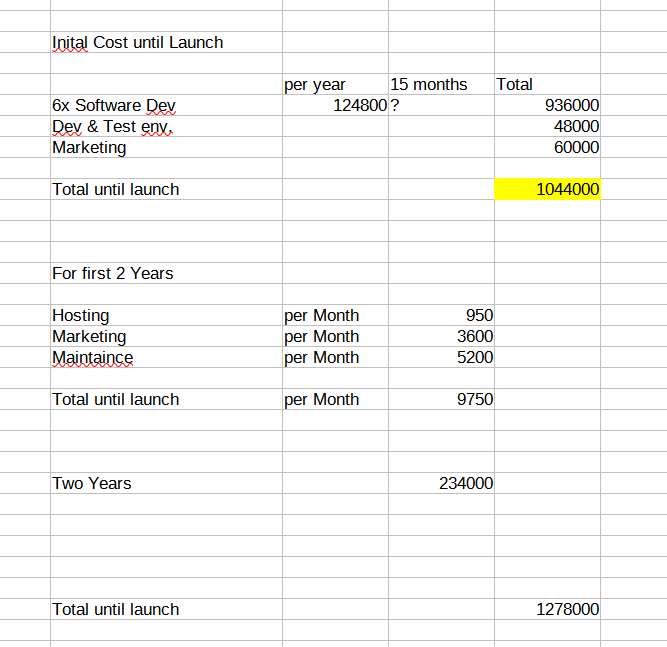 Inital Cost until Launch
per year 15 months Total
6x Software Dev 124800 ? 936000
Dev & Test env. 48000
Marketing 60000
Total until launch 1044000
For first 2 Years
Hosting per Month 950
Marketing per Month 3600
Maintaince per Month 5200
Total until launch per Month 9750
Two Years 234000
Total until launch 1278000